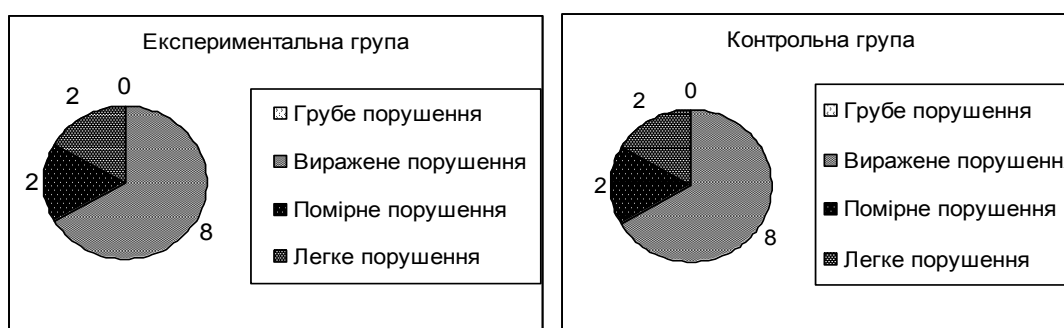 Експериментальна група
0
2
2
8
Грубе порушення
Виражене порушення
Помірне порушення
Легке порушення
Контрольна група
0
2
2
8
Грубе порушення
Виражене порушенн
Помірне порушення
Легке порушення